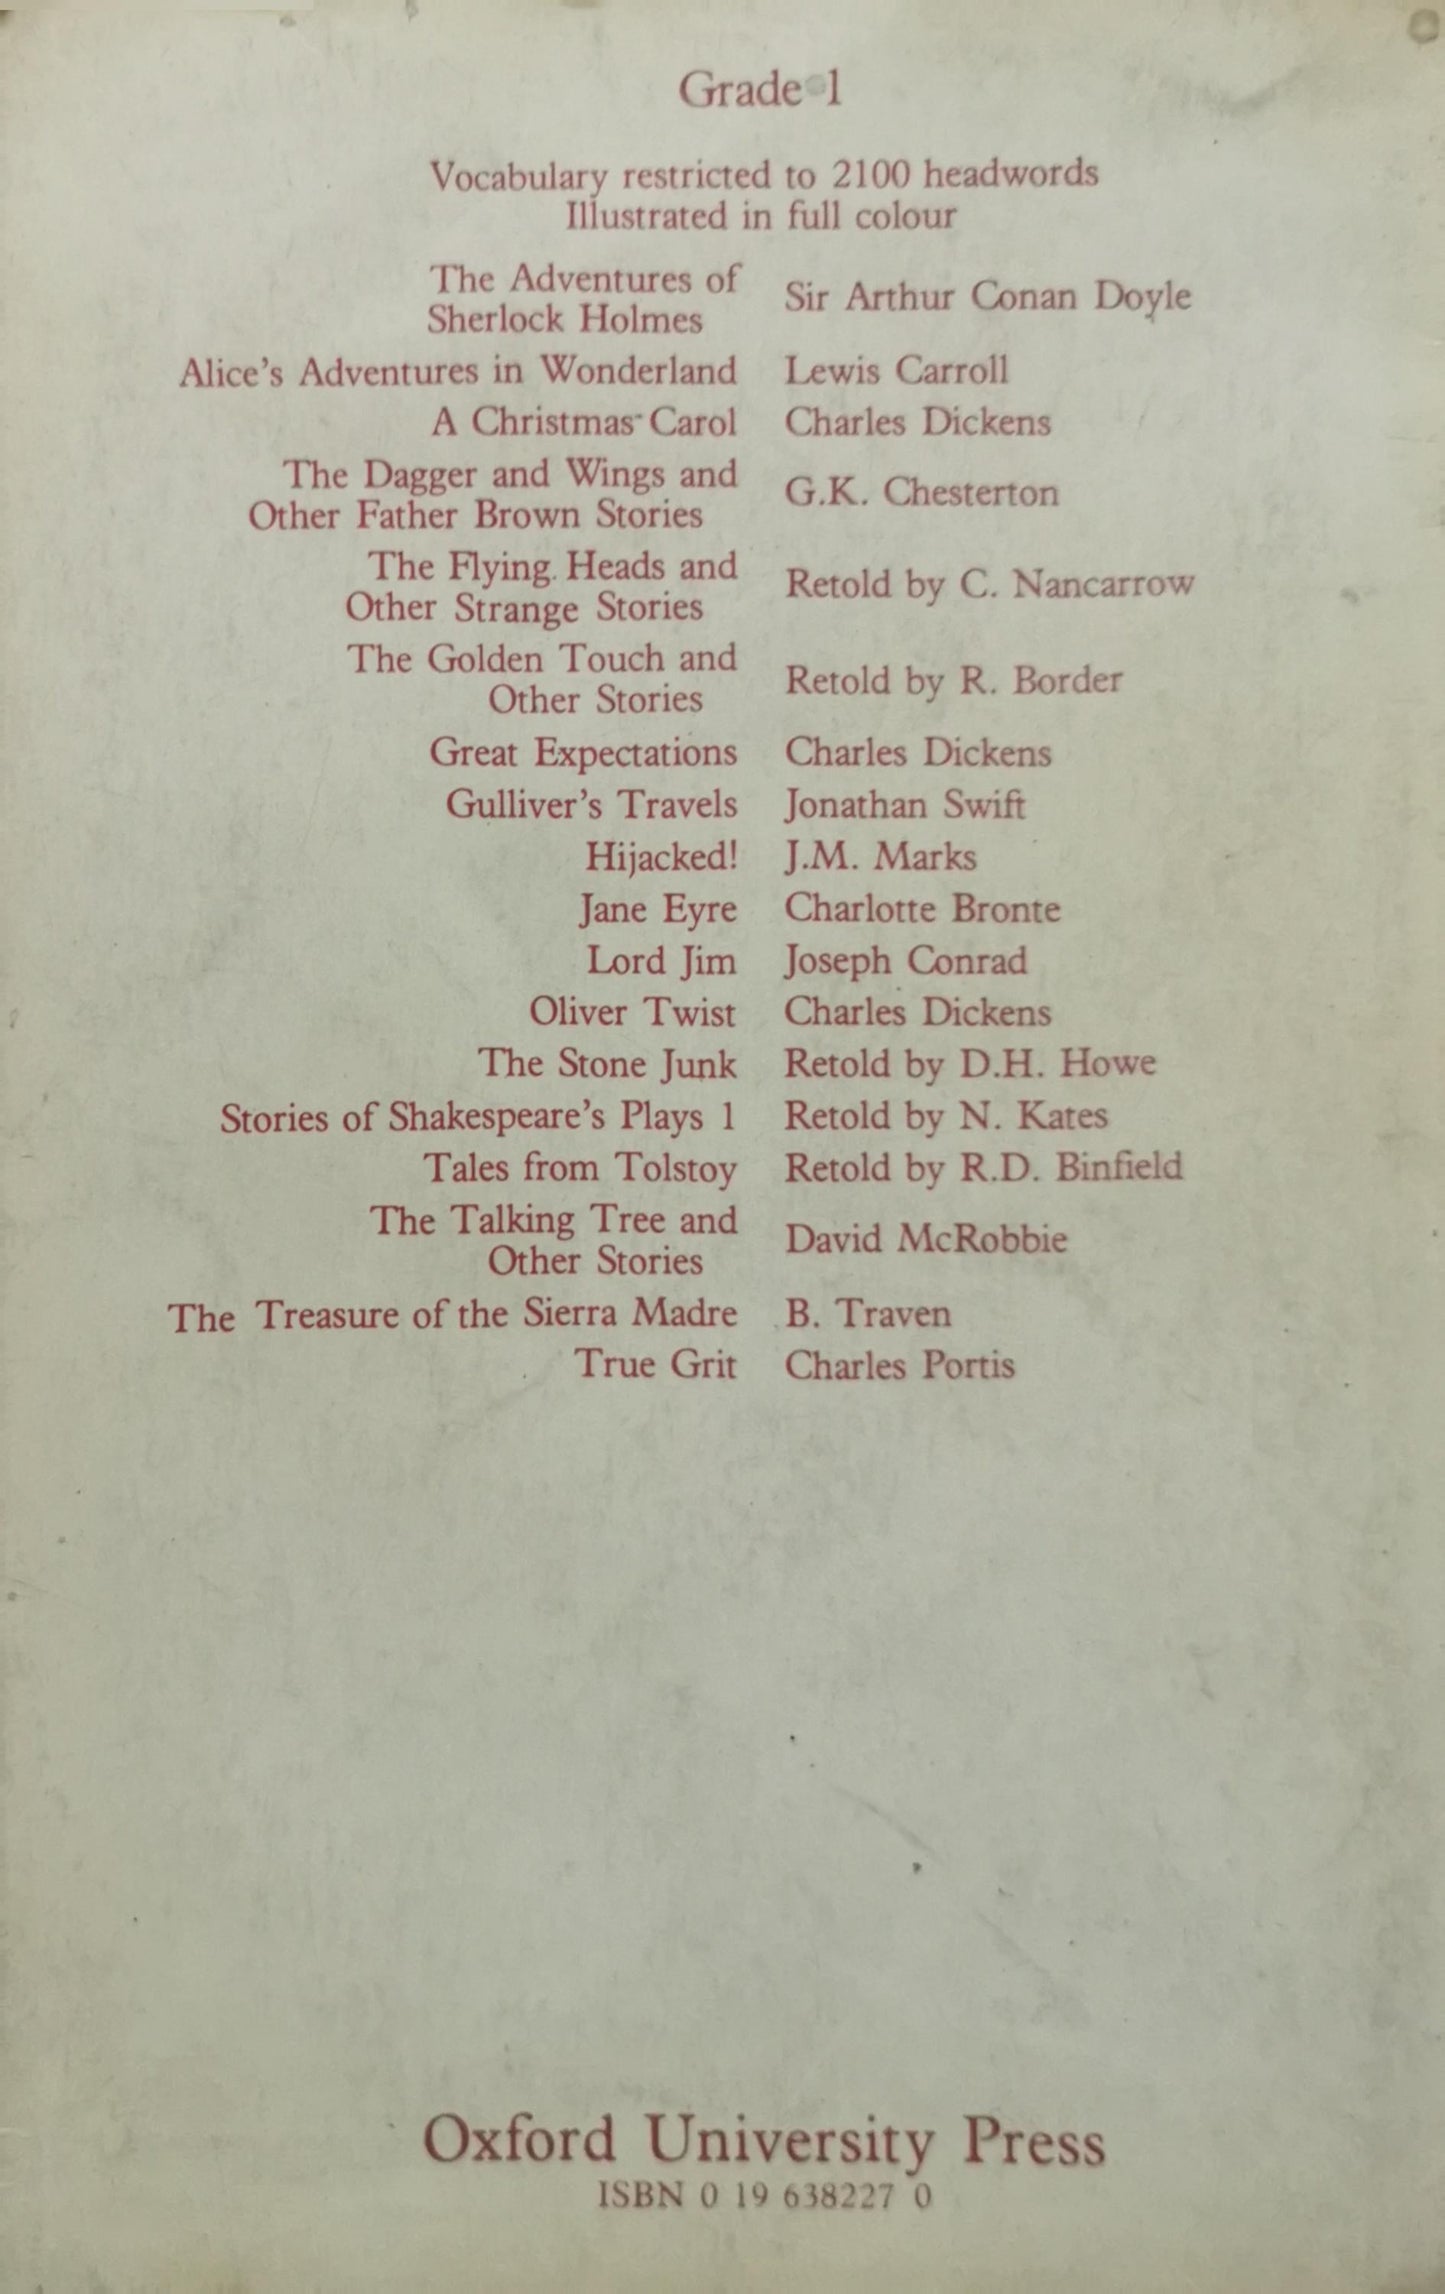 Grade 1
Vocabulary restricted to 2100 headwords
Illustrated in full colour
The Adventures of
Sherlock Holmes Sir Arthur Conan Doyle
Alice's Adventures in Wonderland Lewis Carroll
A Christmas Carol Charles Dickens
The Dagger and Wings and
Other Father Brown Stories G.K. Chesterton
The Flying Heads and
Other Strange Stories Retold by C. Nancarrow
The Golden Touch and
Other Stories Retold by R. Border
Great Expectations Charles Dickens
Gulliver's Travels Jonathan Swift
Hijacked! J.M. Marks
Jane Eyre Charlotte Bronte
Lord Jim Joseph Conrad
Oliver Twist Charles Dickens
The Stone Junk Retold by D.H. Howe
Stories of Shakespeare's Plays 1 Retold by N. Kates
Tales from Tolstoy Retold by R.D. Binfield
The Talking Tree and
Other Stories David McRobbie
The Treasure of the Sierra Madre B. Traven
True Grit Charles Portis
Oxford University Press
ISBN 0 19 638227 0